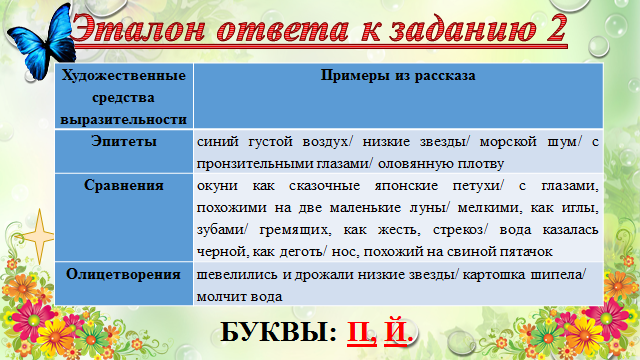 Эталон ответа к заданию 2
Художественные
средства
выразительности
Примеры из рассказа
Эпитеты
синий густой воздух/ низкие звезды/ морской шум/ с
пронзительными глазами/ оловянную плотву
Сравнения
окуни как сказочные японские петухи/ с глазами,
похожими на две маленькие луны/ мелкими, как иглы,
зубами/ гремящих, как жесть, стрекоз/ вода казалась
черной, как деготь/ нос, похожий на свиной пятачок
Олицетворения
шевелились и дрожали низкие звезды/ картошка шипела/
молчит вода
БУКВЫ: П, Й.